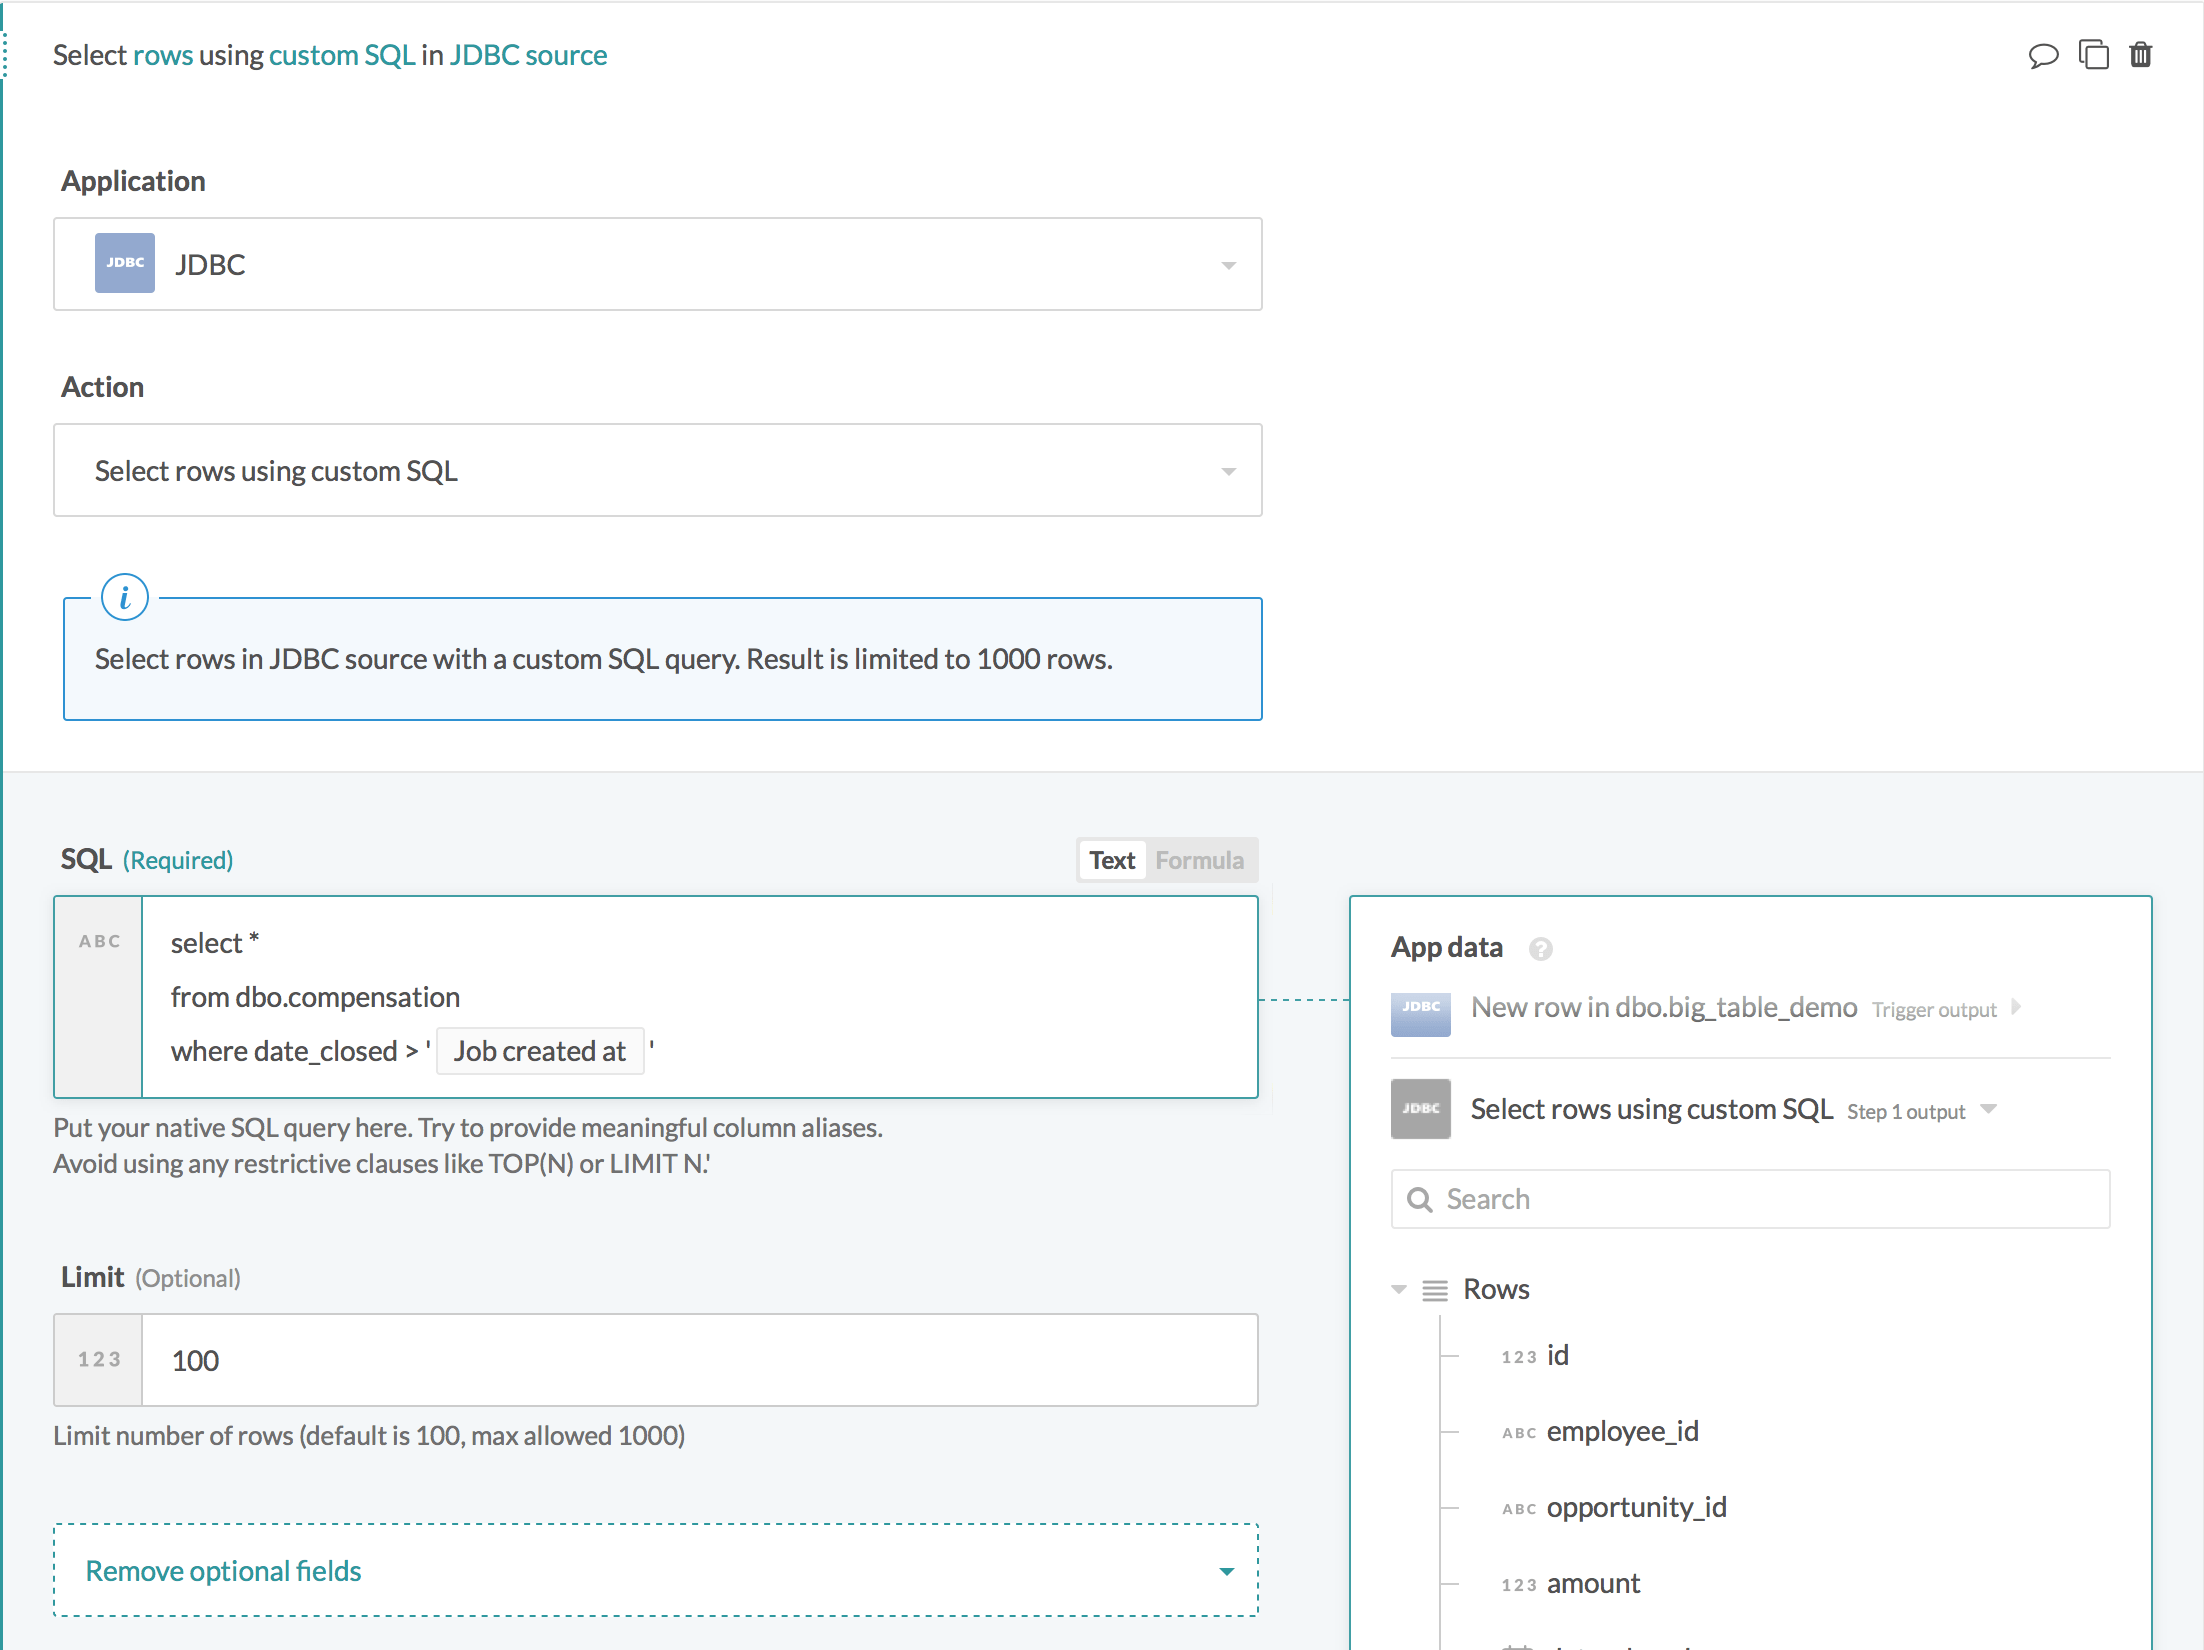 Select rows using custom SQL in JDBC source
Application
JDBC JDBC
Action
Select rows using custom SQL
i
Select rows in JDBC source with a custom SQL query. Result is limited to 1000 rows.
SQL (Required)
Text Formula
ABC
select *
from dbo.compensation
where date_closed > ' Job created at '
Put your native SQL query here. Try to provide meaningful column aliases.
Avoid using any restrictive clauses like TOP(N) or LIMIT N.'
Limit (Optional)
123 100
Limit number of rows (default is 100, max allowed 1000)
Remove optional fields
App data ?
JDBC New row in dbo.big_table_demo Trigger output
JDBC Select rows using custom SQL Step 1 output
Search
Rows
123 id
ABC employee_id
ABC opportunity_id
123 amount